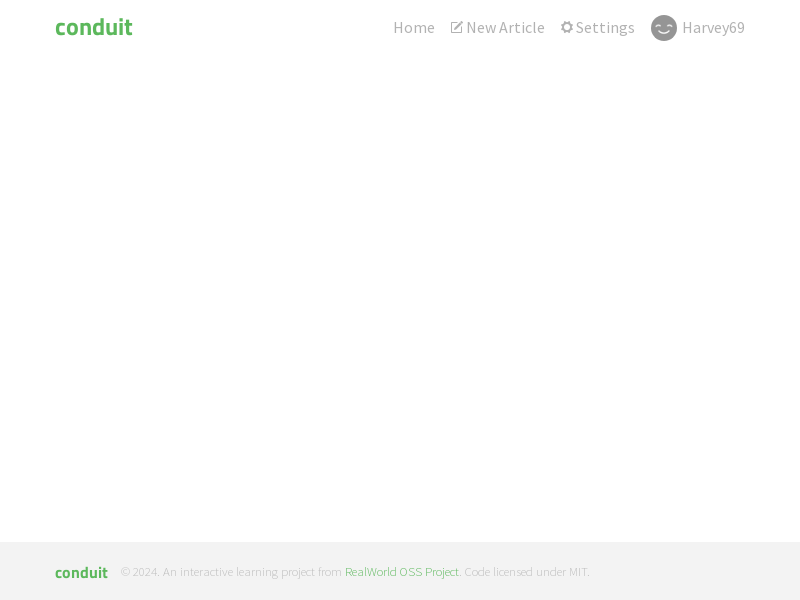 conduit
Home
New Article
Settings
Harvey69
conduit © 2024. An interactive learning project from RealWorld OSS Project. Code licensed under MIT.